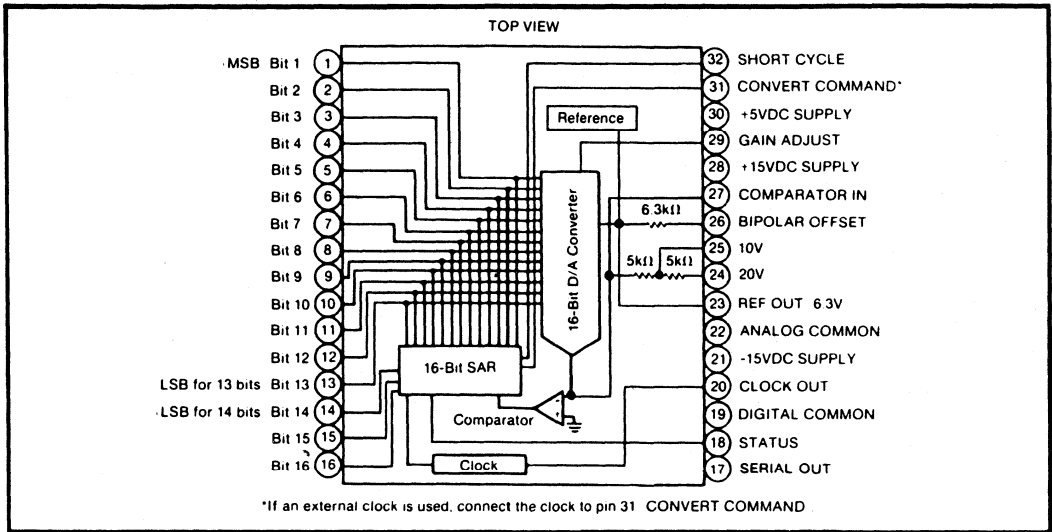 TOP VIEW
MSB Bit 1 1
Bit 2 2
Bit 3 3
Bit 4 4
Bit 5 5
Bit 6 6
Bit 7 7
Bit 8 8
Bit 9 9
Bit 10 10
Bit 11 11
Bit 12 12
LSB for 13 bits Bit 13 13
LSB for 14 bits Bit 14 14
Bit 15 15
Bit 16 16
Reference
16-Bit D/A Converter
6.3kΩ
5kΩ 5kΩ
16-Bit SAR
Comparator
-
+
Clock
32 SHORT CYCLE
31 CONVERT COMMAND*
30 +5VDC SUPPLY
29 GAIN ADJUST
28 +15VDC SUPPLY
27 COMPARATOR IN
26 BIPOLAR OFFSET
25 10V
24 20V
23 REF OUT 6.3V
22 ANALOG COMMON
21 -15VDC SUPPLY
20 CLOCK OUT
19 DIGITAL COMMON
18 STATUS
17 SERIAL OUT
*If an external clock is used, connect the clock to pin 31 CONVERT COMMAND